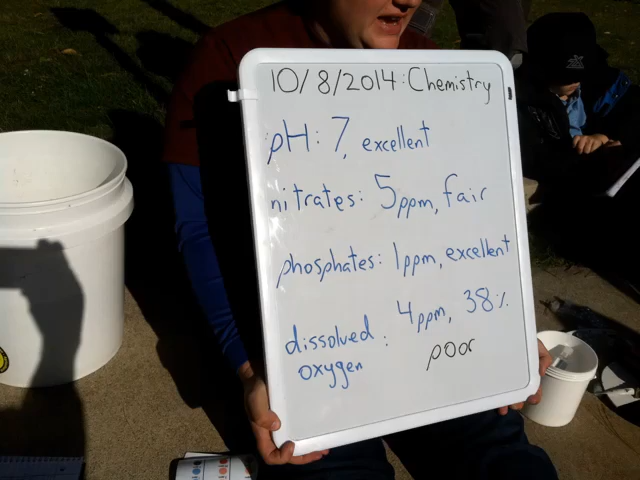 10/8/2014: Chemistry
pH: 7, excellent
nitrates: 5ppm, fair
phosphates: 1ppm, excellent
dissolved oxygen: 4ppm, 38%
poor